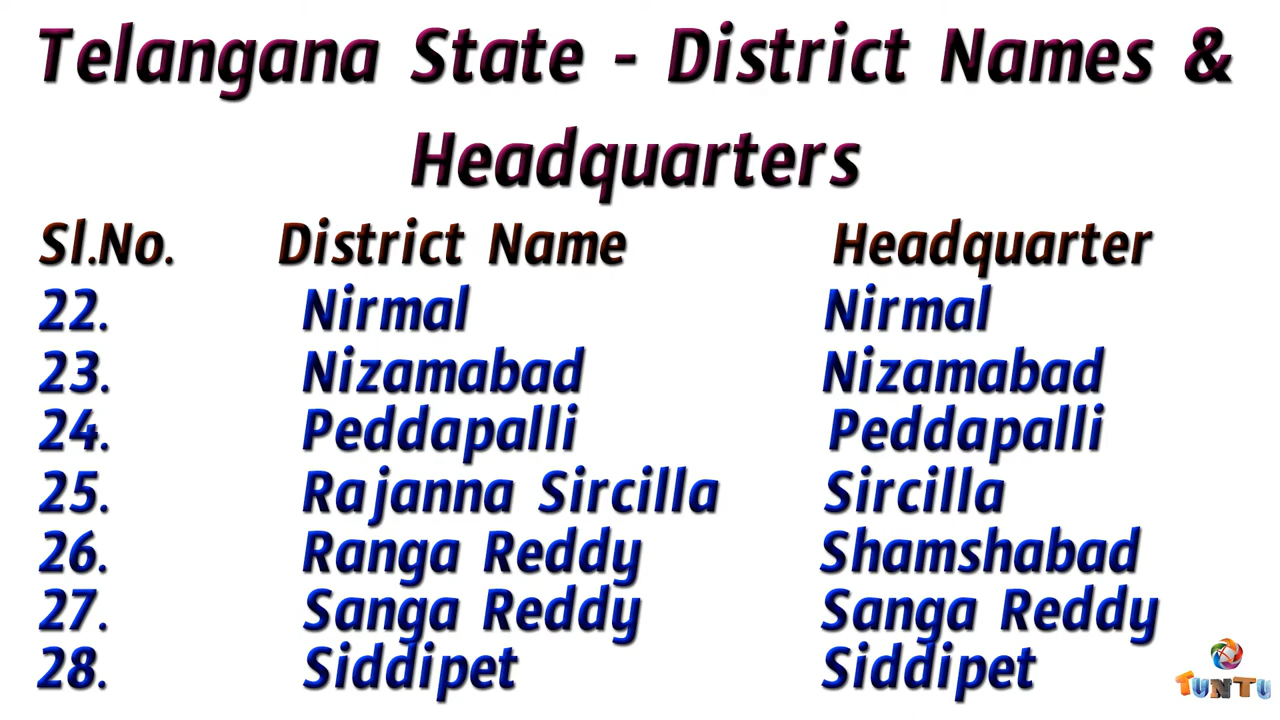 Telangana State - District Names &
Headquarters
Sl.No. District Name Headquarter
22. Nirmal Nirmal
23. Nizamabad Nizamabad
24. Peddapalli Peddapalli
25. Rajanna Sircilla Sircilla
26. Ranga Reddy Shamshabad
27. Sanga Reddy Sanga Reddy
28. Siddipet Siddipet
TUNTU